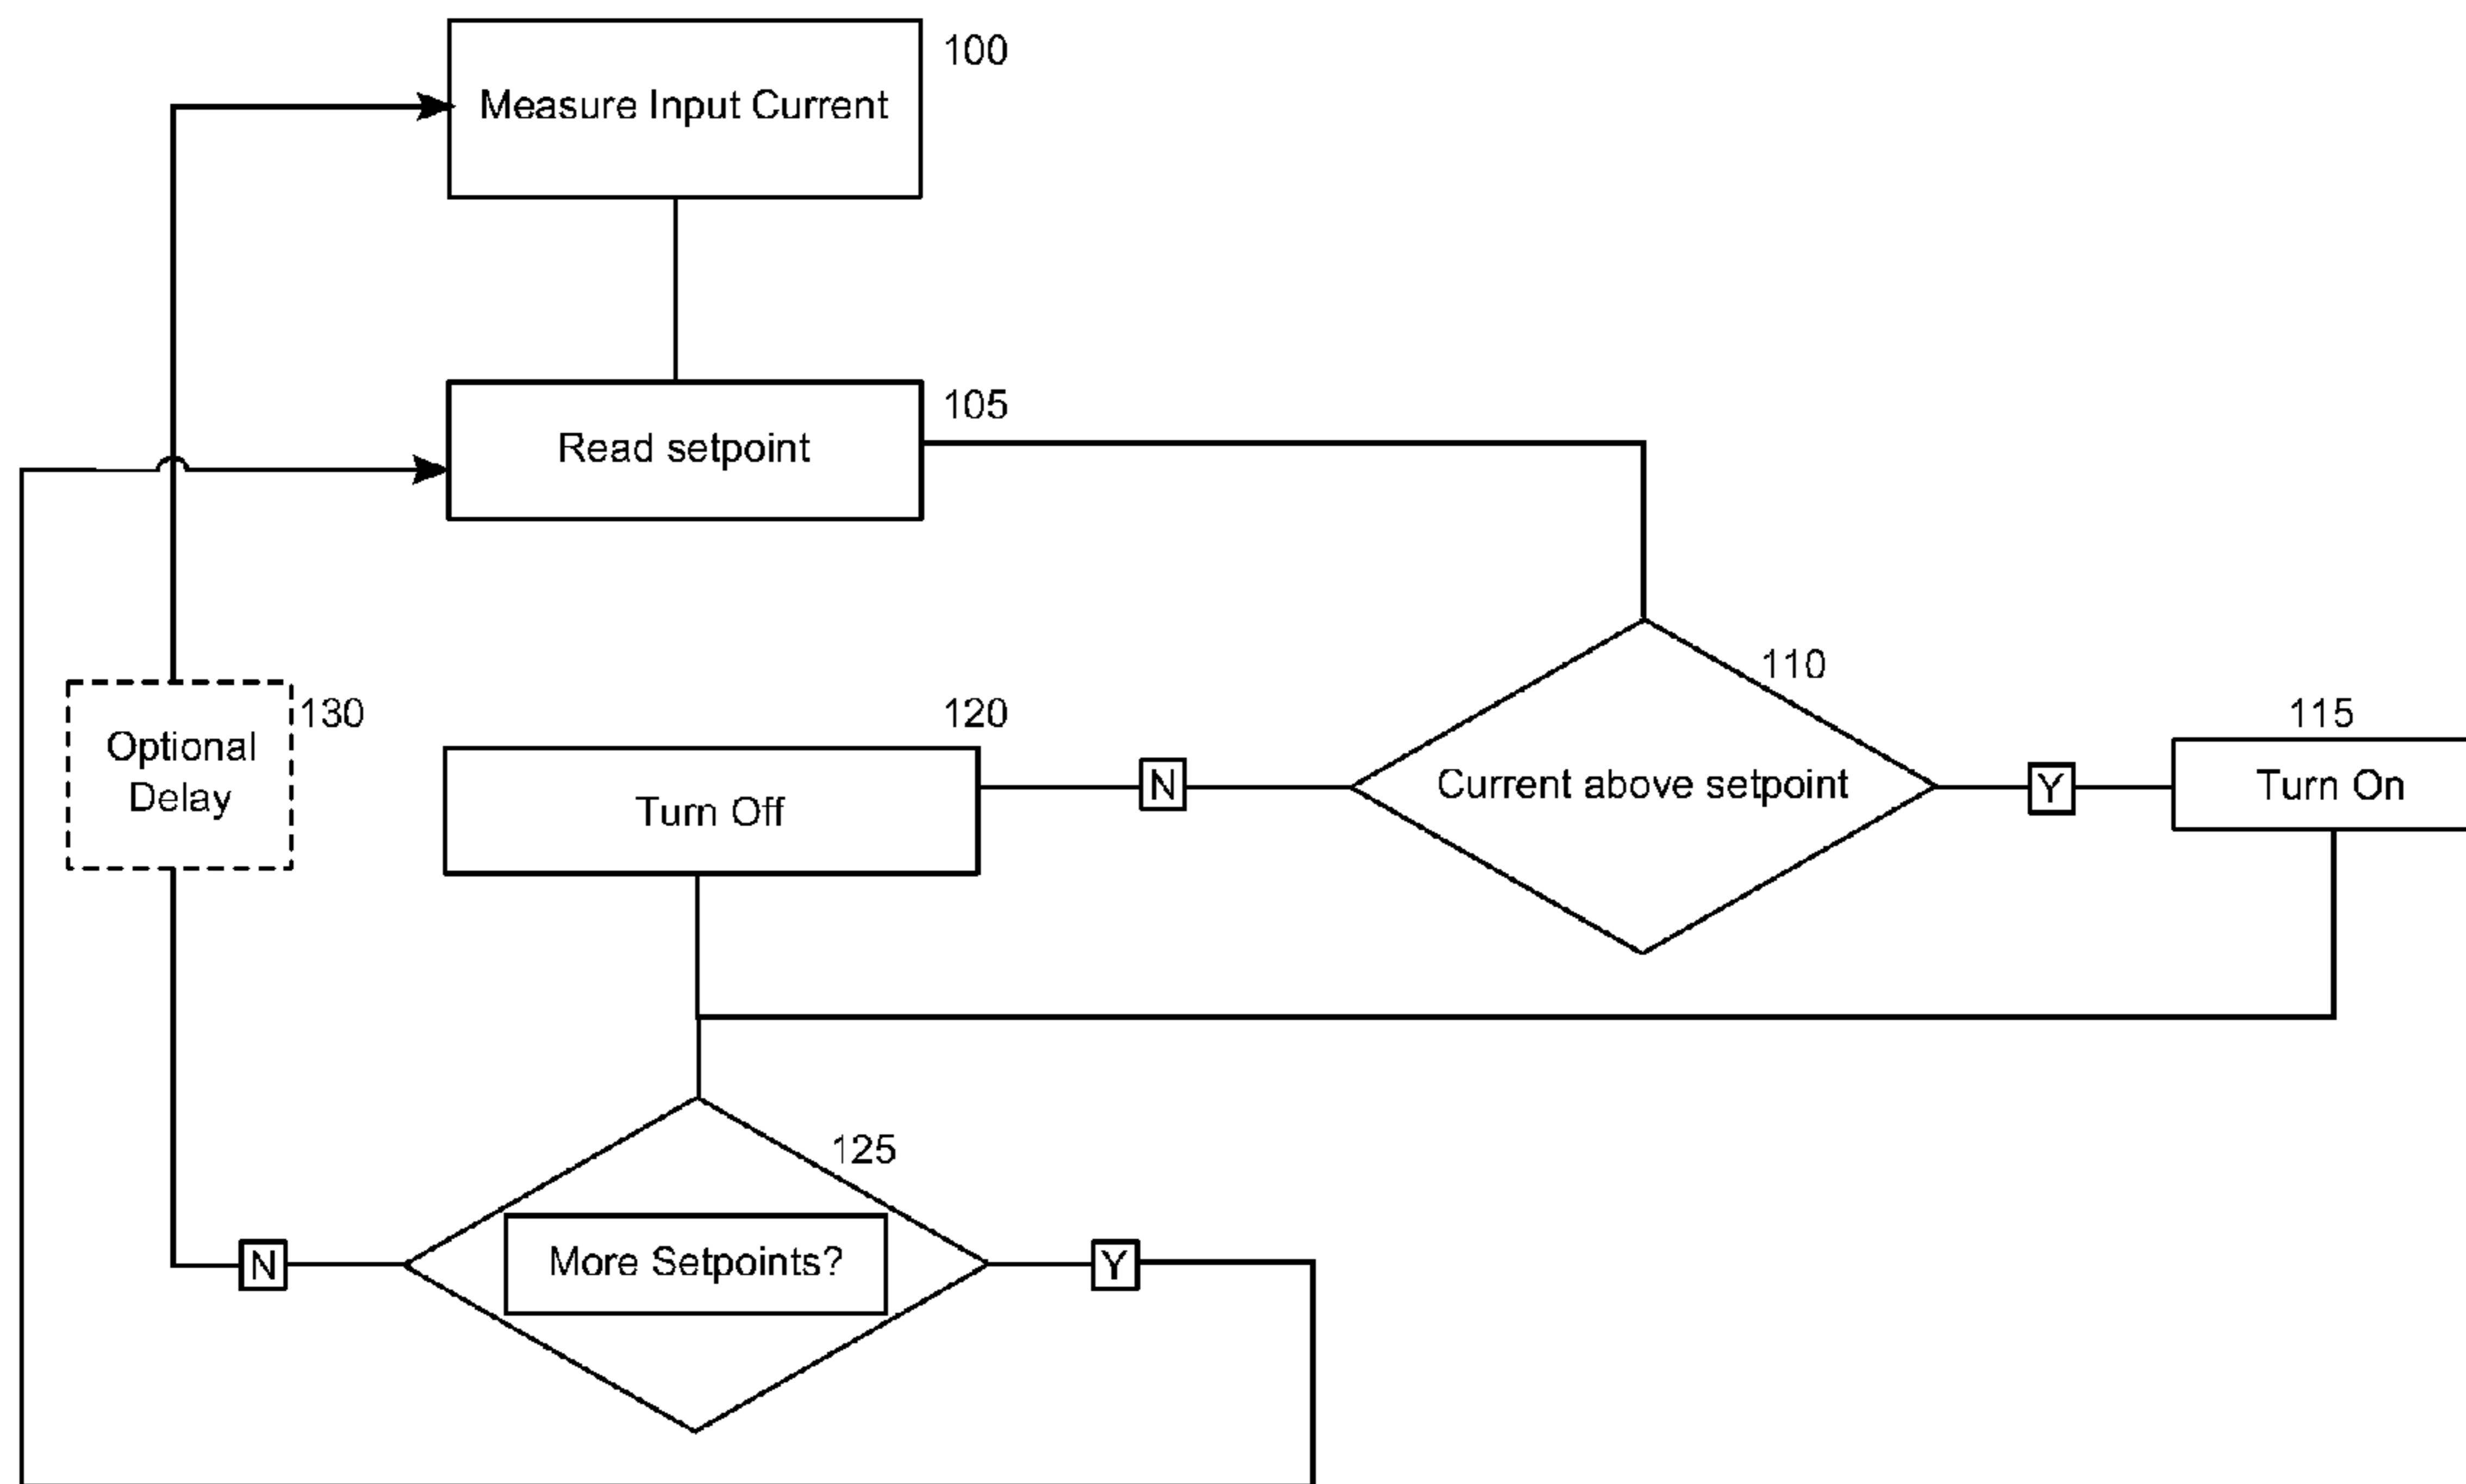 100
Measure Input Current
105
Read setpoint
110
Current above setpoint
115
Turn On
Y
N
120
Turn Off
130
Optional
Delay
125
More Setpoints?
N
Y